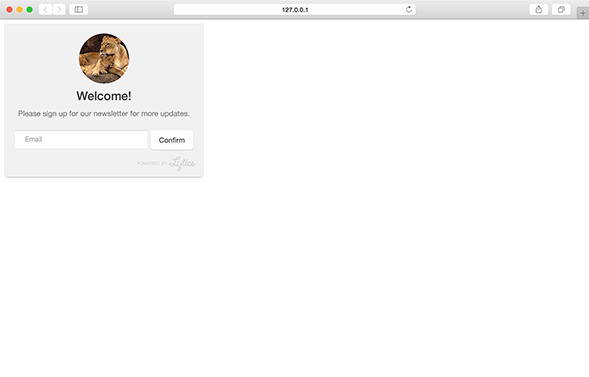 127.0.0.1
Welcome!
Please sign up for our newsletter for more updates.
Email
Confirm
POWERED BY Lytics